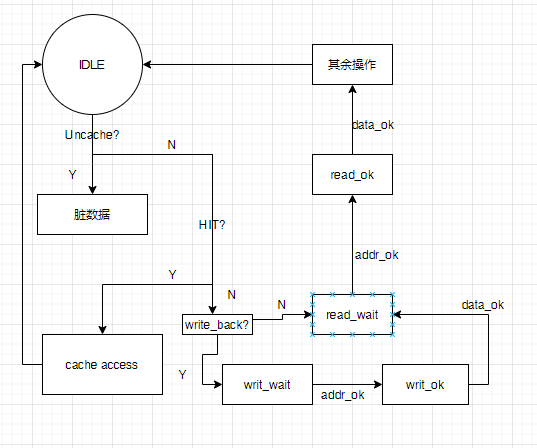 IDLE
其余操作
data_ok
Uncache?
N
Y
read_ok
脏数据
HIT?
addr_ok
Y
N
N
data_ok
write_back?
read_wait
cache access
Y
writ_wait
addr_ok
writ_ok